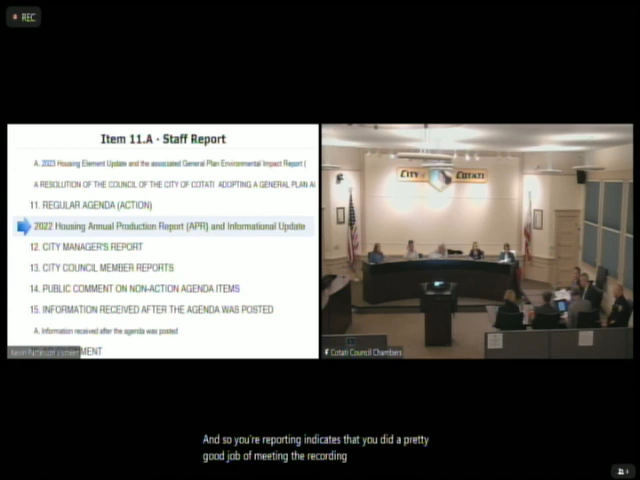 REC
Item 11.A - Staff Report
A. 2023 Housing Element Update and the associated General Plan Environmental Impact Report (
A RESOLUTION OF THE COUNCIL OF THE CITY OF COTATI ADOPTING A GENERAL PLAN A
11. REGULAR AGENDA (ACTION)
2022 Housing Annual Production Report (APR) and Informational Update
12. CITY MANAGER'S REPORT
13. CITY COUNCIL MEMBER REPORTS
14. PUBLIC COMMENT ON NON-ACTION AGENDA ITEMS
15. INFORMATION RECEIVED AFTER THE AGENDA WAS POSTED
A. Information received after the agenda was posted
MENT
CITY OF COTATI
Cotati Council Chambers
And so you're reporting indicates that you did a pretty
good job of meeting the recording